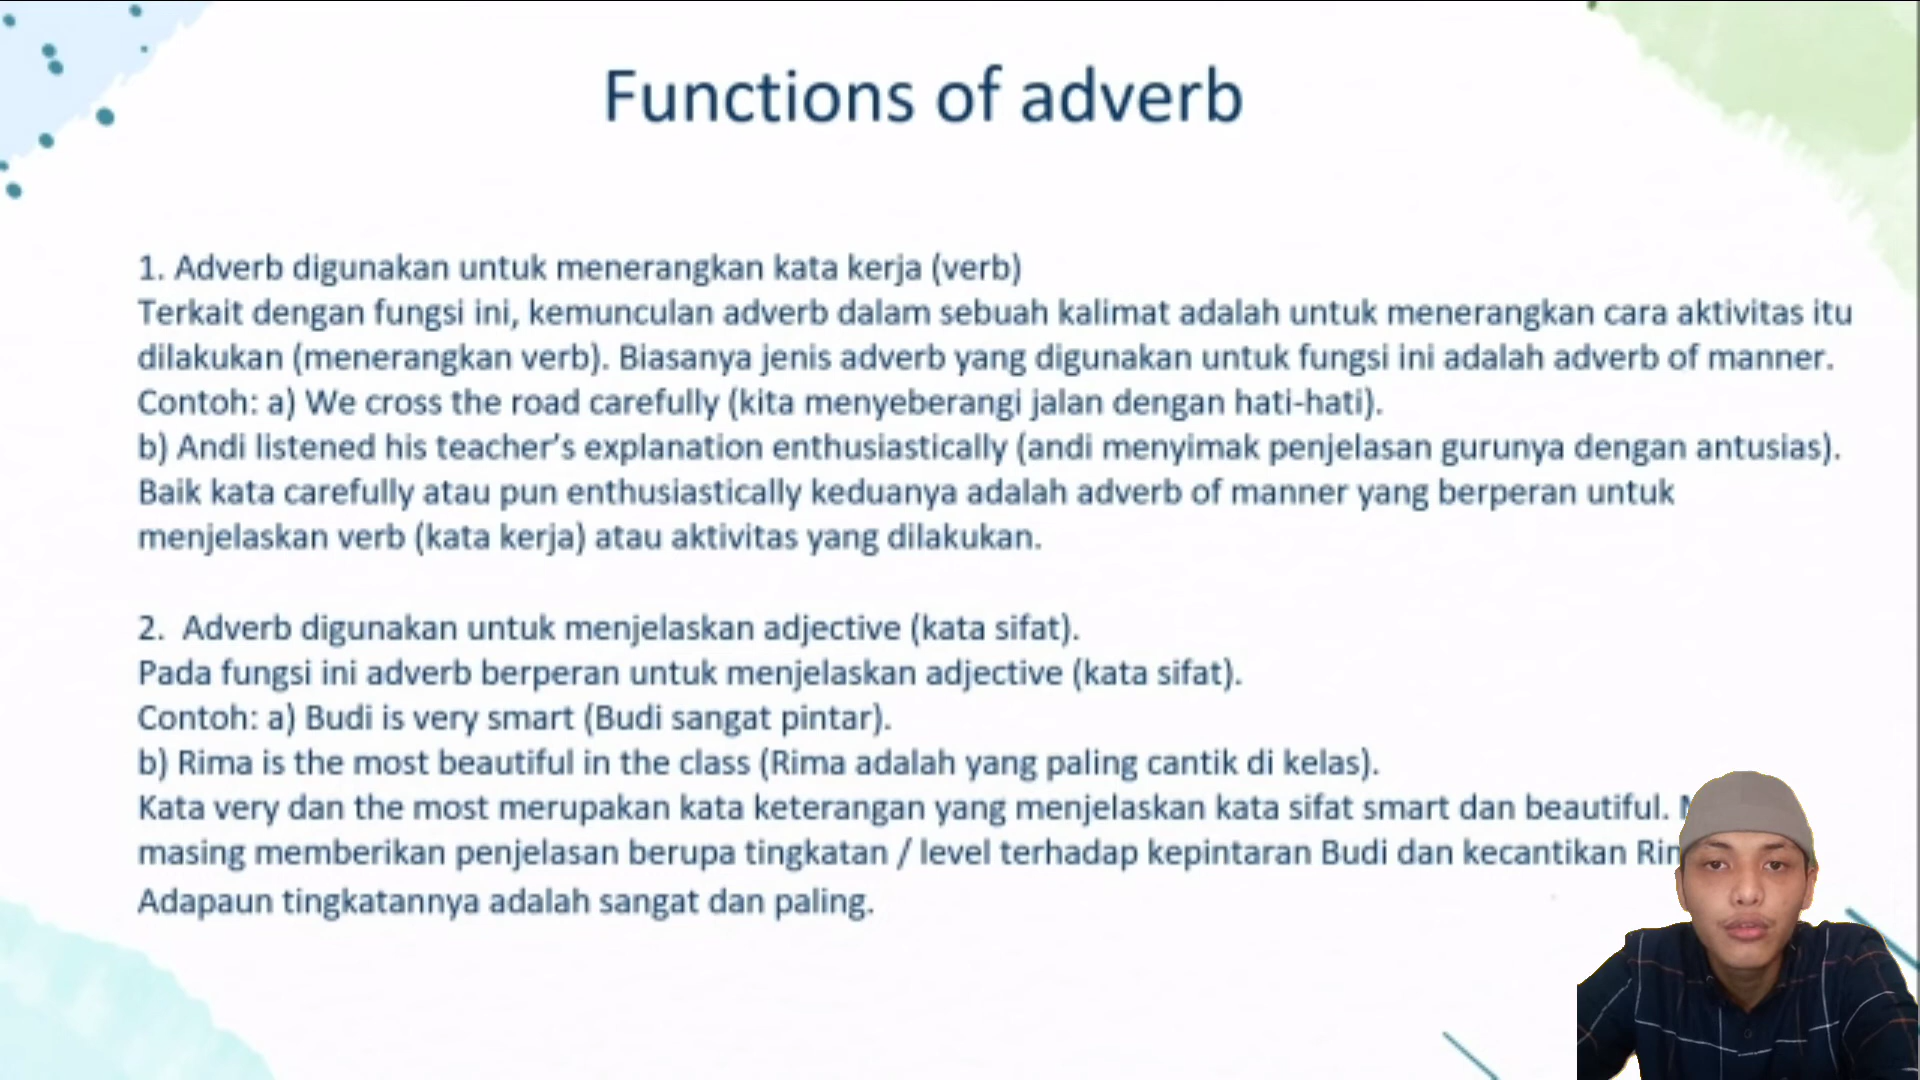 Functions of adverb
1. Adverb digunakan untuk menerangkan kata kerja (verb)
Terkait dengan fungsi ini, kemunculan adverb dalam sebuah kalimat adalah untuk menerangkan cara aktivitas itu
dilakukan (menerangkan verb). Biasanya jenis adverb yang digunakan untuk fungsi ini adalah adverb of manner.
Contoh: a) We cross the road carefully (kita menyeberangi jalan dengan hati-hati).
b) Andi listened his teacher’s explanation enthusiastically (andi menyimak penjelasan gurunya dengan antusias).
Baik kata carefully atau pun enthusiastically keduanya adalah adverb of manner yang berperan untuk
menjelaskan verb (kata kerja) atau aktivitas yang dilakukan.
2. Adverb digunakan untuk menjelaskan adjective (kata sifat).
Pada fungsi ini adverb berperan untuk menjelaskan adjective (kata sifat).
Contoh: a) Budi is very smart (Budi sangat pintar).
b) Rima is the most beautiful in the class (Rima adalah yang paling cantik di kelas).
Kata very dan the most merupakan kata keterangan yang menjelaskan kata sifat smart dan beautiful.
masing memberikan penjelasan berupa tingkatan / level terhadap kepintaran Budi dan kecantikan
Adapaun tingkatannya adalah sangat dan paling.